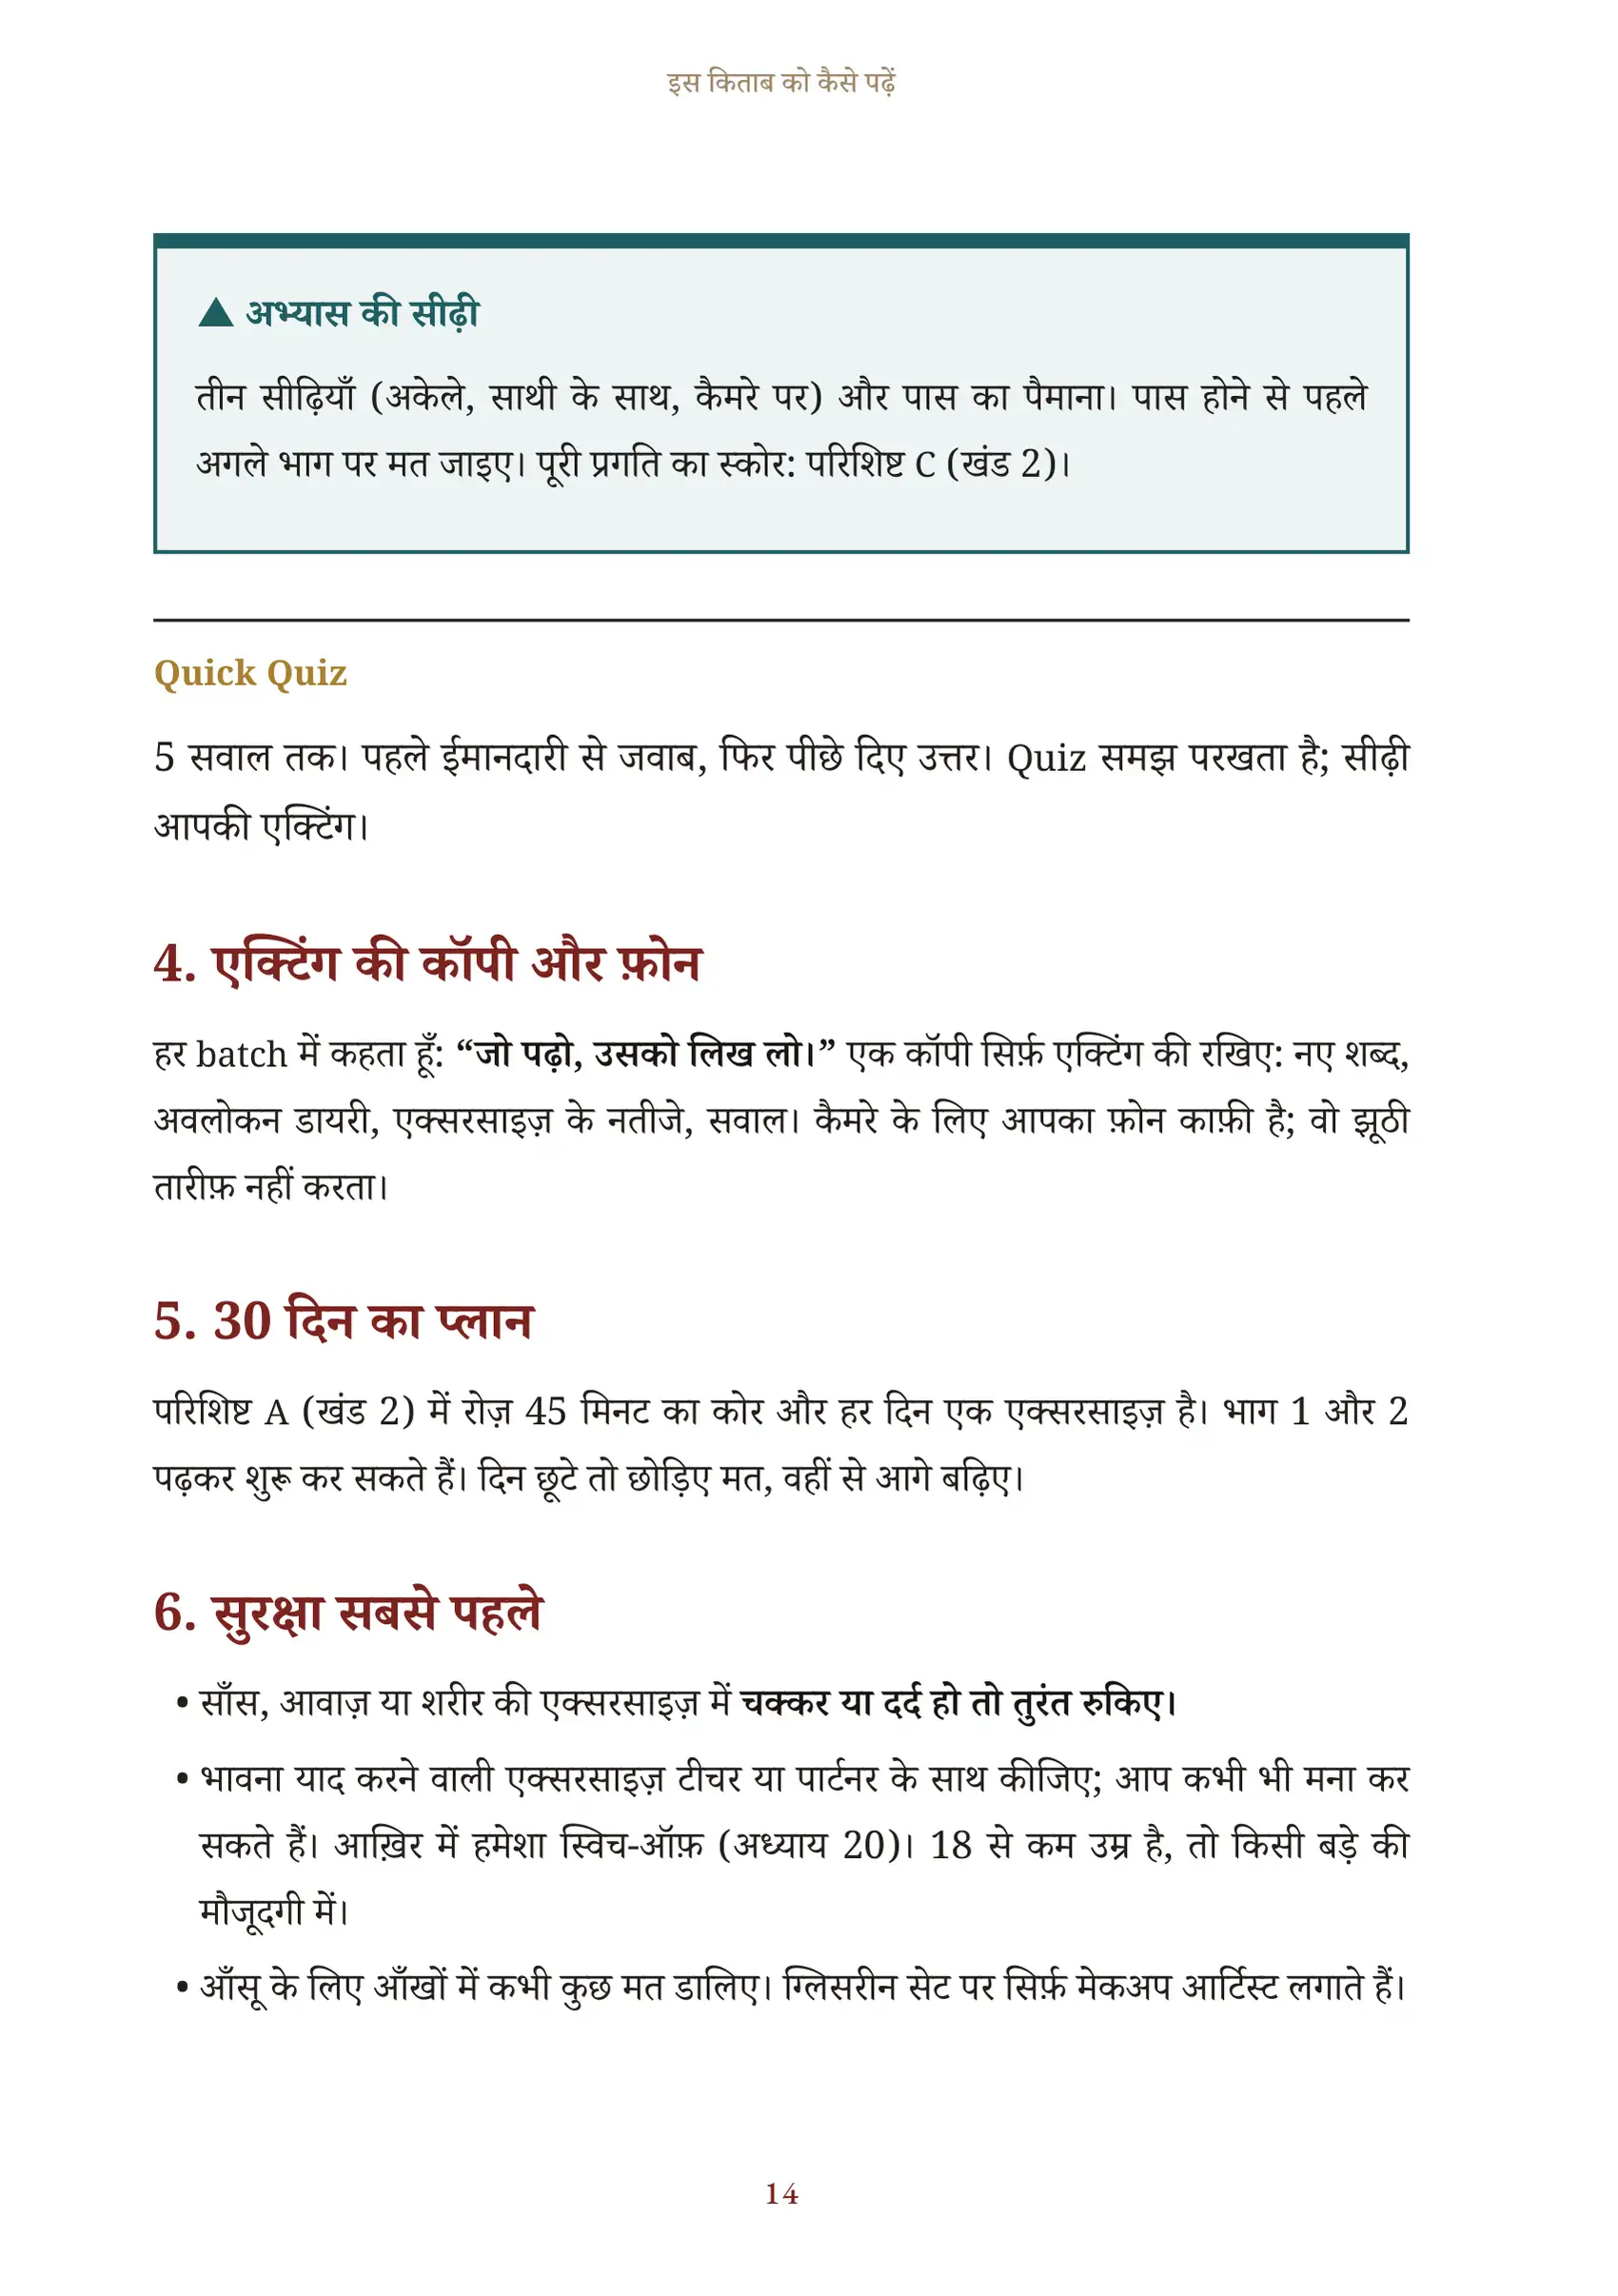 इस किताब को कैसे पढ़ें
▲ अभ्यास की सीढ़ी
तीन सीढ़ियाँ (अकेले, साथी के साथ, कैमरे पर) और पास का पैमाना। पास होने से पहले
अगले भाग पर मत जाइए। पूरी प्रगति का स्कोर: परिशिष्ट C (खंड 2)।
Quick Quiz
5 सवाल तक। पहले ईमानदारी से जवाब, फिर पीछे दिए उत्तर। Quiz समझ परखता है; सीढ़ी
आपकी एक्टिंग।
4. एक्टिंग की कॉपी और फ़ोन
हर batch में कहता हूँ: “जो पढ़ो, उसको लिख लो।” एक कॉपी सिर्फ़ एक्टिंग की रखिए: नए शब्द,
अवलोकन डायरी, एक्सरसाइज़ के नतीजे, सवाल। कैमरे के लिए आपका फ़ोन काफ़ी है; वो झूठी
तारीफ़ नहीं करता।
5. 30 दिन का प्लान
परिशिष्ट A (खंड 2) में रोज़ 45 मिनट का कोर और हर दिन एक एक्सरसाइज़ है। भाग 1 और 2
पढ़कर शुरू कर सकते हैं। दिन छूटे तो छोड़िए मत, वहीं से आगे बढ़िए।
6. सुरक्षा सबसे पहले
• साँस, आवाज़ या शरीर की एक्सरसाइज़ में चक्कर या दर्द हो तो तुरंत रुकिए।
• भावना याद करने वाली एक्सरसाइज़ टीचर या पार्टनर के साथ कीजिए; आप कभी भी मना कर
सकते हैं। आख़िर में हमेशा स्विच-ऑफ़ (अध्याय 20)। 18 से कम उम्र है, तो किसी बड़े की
मौजूदगी में।
• आँसू के लिए आँखों में कभी कुछ मत डालिए। ग्लिसरीन सेट पर सिर्फ़ मेकअप आर्टिस्ट लगाते हैं।
14